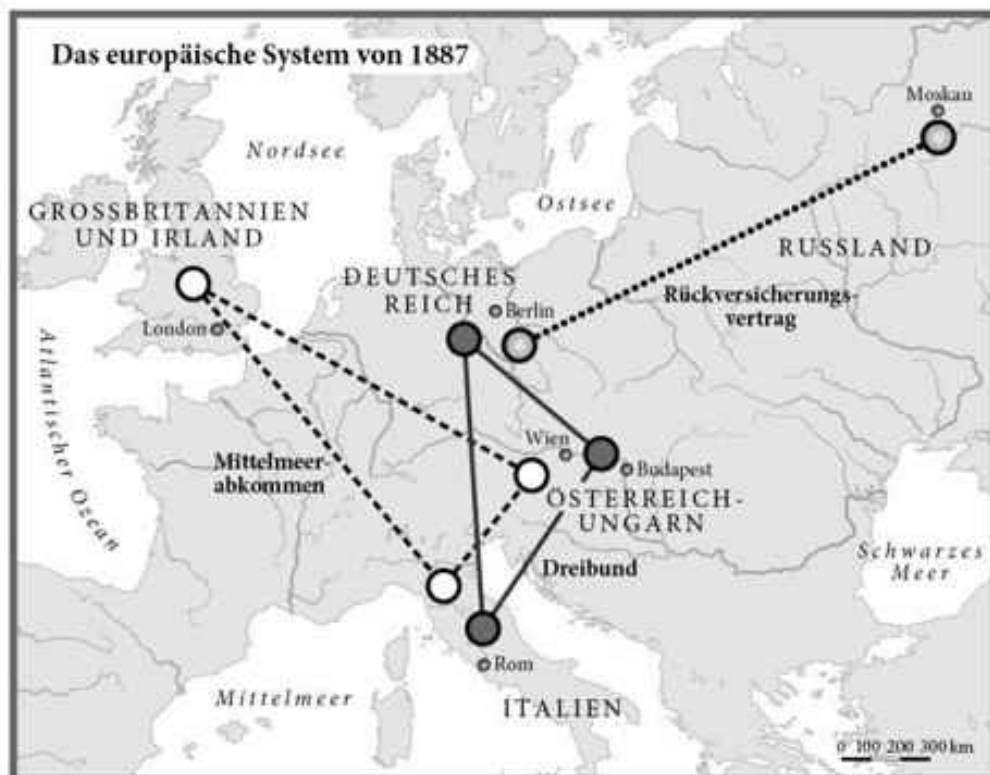 Das europäische System von 1887
Moskau
Nordsee
Ostsee
GROSSBRITANNIEN
UND IRLAND
RUSSLAND
DEUTSCHES
REICH
Berlin
Rückversicherungs-
vertrag
London
Atlantischer Ozean
Wien
Budapest
Mittelmeer-
abkommen
ÖSTERREICH-
UNGARN
Schwarzes
Meer
Dreibund
Rom
Mittelmeer
ITALIEN
0 100 200 300 km